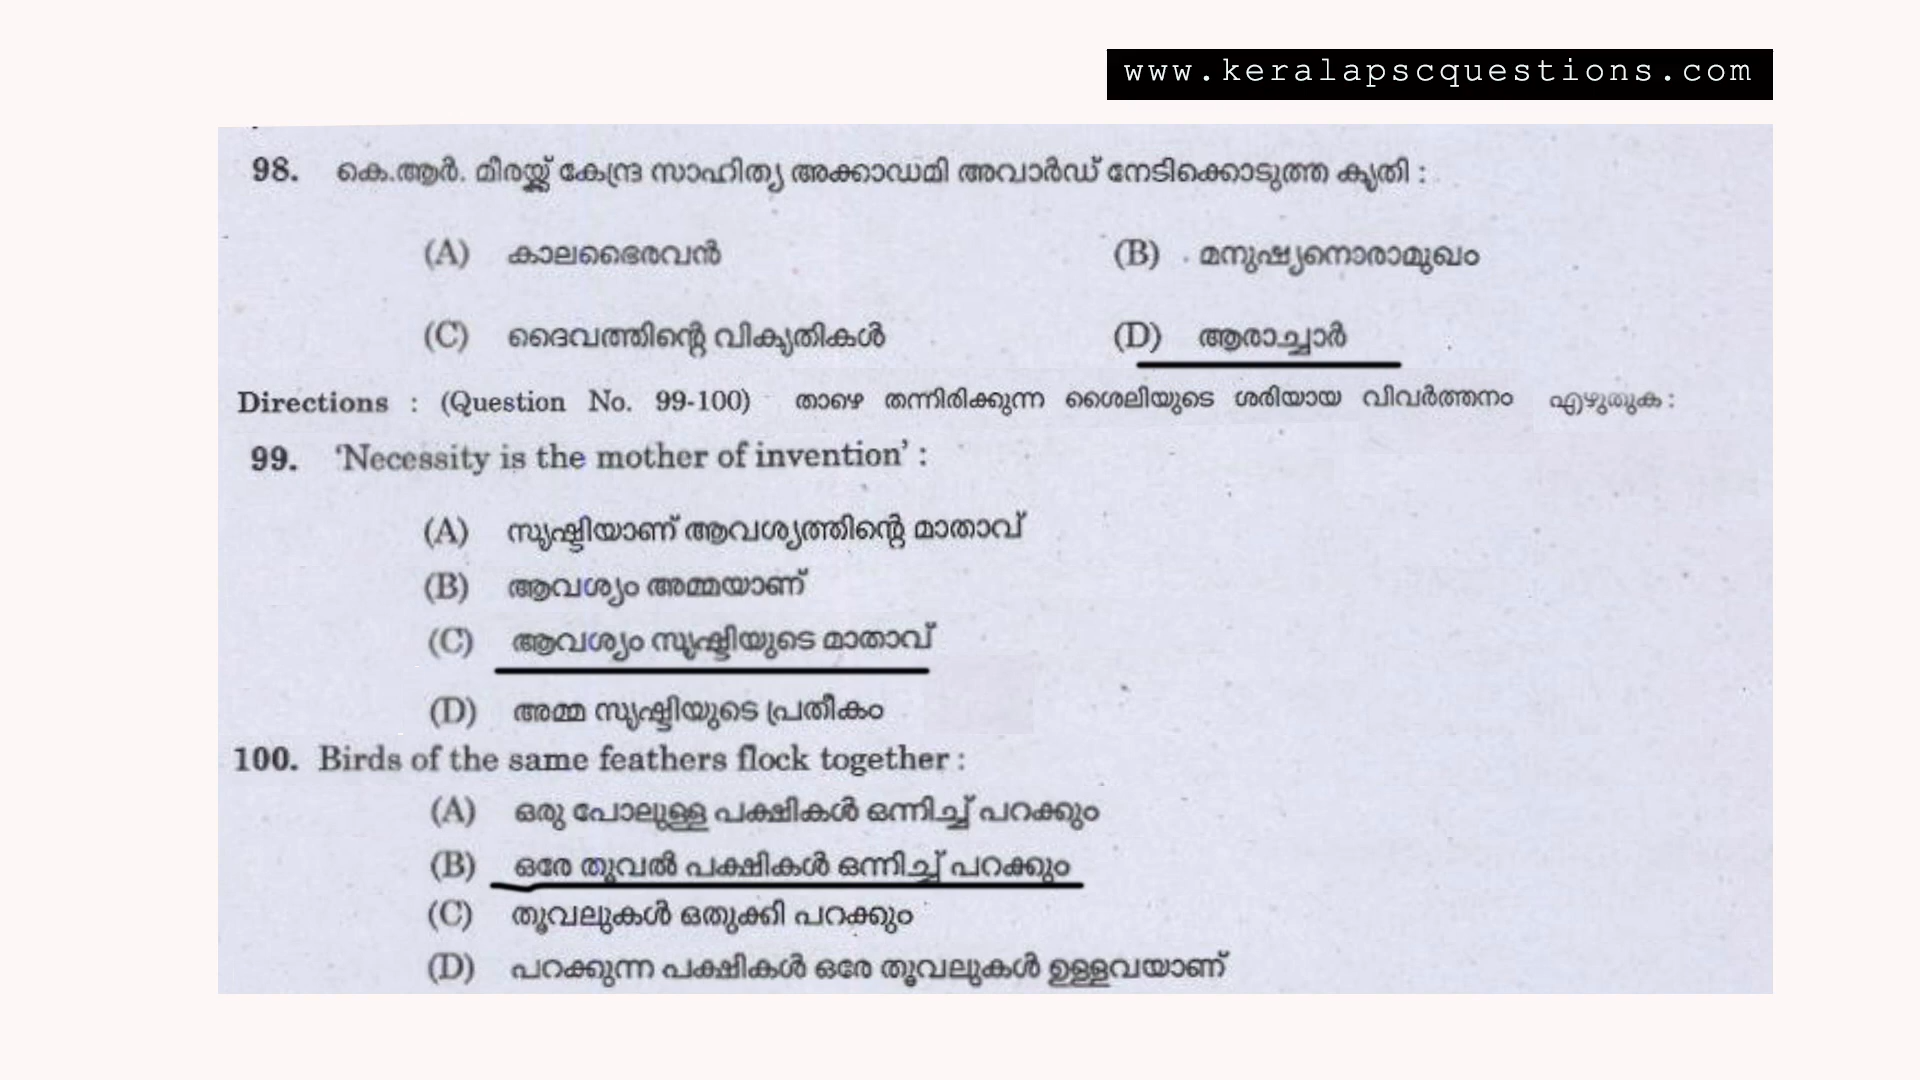 www.keralapscquestions.com
98. കെ.ആർ. മീരയ്ക്ക് കേന്ദ്ര സാഹിത്യ അക്കാഡമി അവാർഡ് നേടിക്കൊടുത്ത കൃതി :
(A) കാലഭൈരവൻ (B) മനുഷ്യനൊരാമുഖം
(C) ദൈവത്തിന്റെ വികൃതികൾ (D) ആരാച്ചാർ
Directions : (Question No. 99-100) താഴെ തന്നിരിക്കുന്ന ശൈലിയുടെ ശരിയായ വിവർത്തനം എഴുതുക :
99. ‘Necessity is the mother of invention’ :
(A) സൃഷ്ടിയാണ് ആവശ്യത്തിന്റെ മാതാവ്
(B) ആവശ്യം അമ്മയാണ്
(C) ആവശ്യം സൃഷ്ടിയുടെ മാതാവ്
(D) അമ്മ സൃഷ്ടിയുടെ പ്രതീകം
100. Birds of the same feathers flock together :
(A) ഒരു പോലുള്ള പക്ഷികൾ ഒന്നിച്ച് പറക്കും
(B) ഒരേ തൂവൽ പക്ഷികൾ ഒന്നിച്ച് പറക്കും
(C) തൂവലുകൾ ഒതുക്കി പറക്കും
(D) പറക്കുന്ന പക്ഷികൾ ഒരേ തൂവലുകൾ ഉള്ളവയാണ്